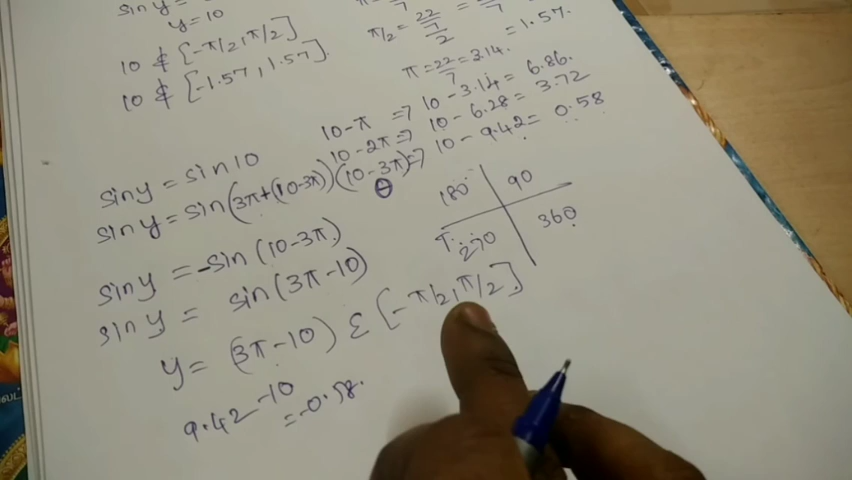 sin y =
y = 10
10 ∉ [-π/2, π/2]
10 ∉ [-1.57, 1.57].
π/2 = 22/7/2 = = 1.57.
π = 22/7 = 3.14.
10-π => 10-3.14 = 6.86.
10-2π => 10-6.28 = 3.72
(10-3π) => 10-9.42 = 0.58
sin y = sin 10
sin y = sin(3π+(10-3π))
θ
180 90
270 360
sin y = -sin(10-3π)
sin y = sin(3π-10)
y = (3π-10) Σ [-π/2, π/2].
9.42-10
= -0.58.